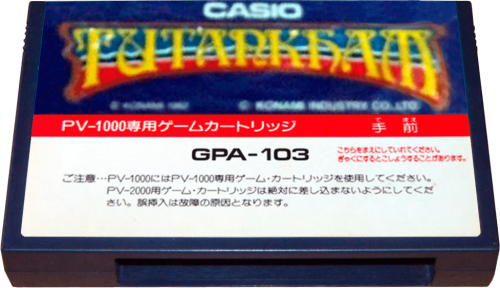 CASIO
TUTANKHAM
© KONAMI 1982 © KONAMI INDUSTRY CO.,LTD.
PV-1000専用ゲームカートリッジ
て まえ
手 前
こちらをまえにしていれてください。
ぎゃくにするとこしょうすることがあります。
GPA-103
ご注意…PV-1000にはPV-1000専用ゲーム・カートリッジを使用してください。
PV-2000用ゲーム・カートリッジは絶対に差し込まないようにしてくだ
さい。誤挿入は故障の原因となります。